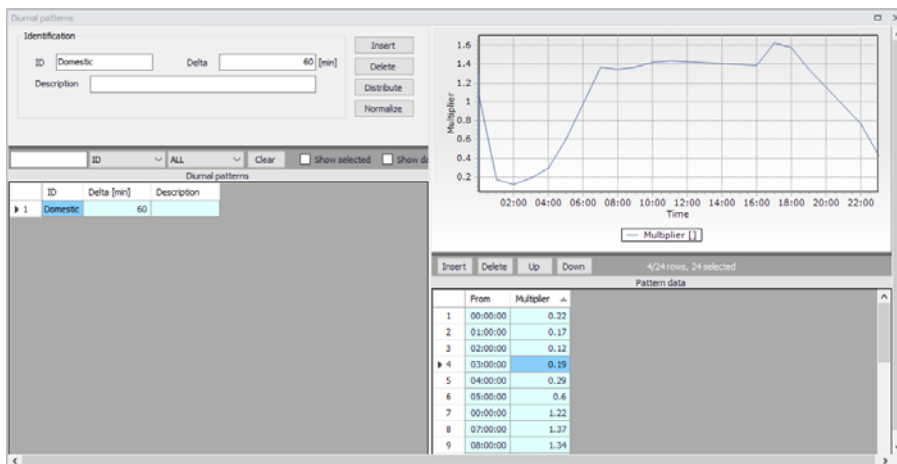 Diurnal patterns
Identification
ID Domestic Delta 60 [min]
Description
Insert
Delete
Distribute
Normalize
ID ALL Clear Show selected Show da
Diurnal patterns
ID Delta [min] Description
1 Domestic 60
Multiplier
1.6
1.4
1.2
1
0.8
0.6
0.4
0.2
02:00 04:00 06:00 08:00 10:00 12:00 14:00 16:00 18:00 20:00 22:00
Time
Multiplier []
Insert Delete Up Down 4/24 rows, 24 selected
Pattern data
From Multiplier
1 00:00:00 0.22
2 01:00:00 0.17
3 02:00:00 0.12
4 03:00:00 0.19
5 04:00:00 0.29
6 05:00:00 0.6
7 00:00:00 1.22
8 07:00:00 1.37
9 08:00:00 1.34